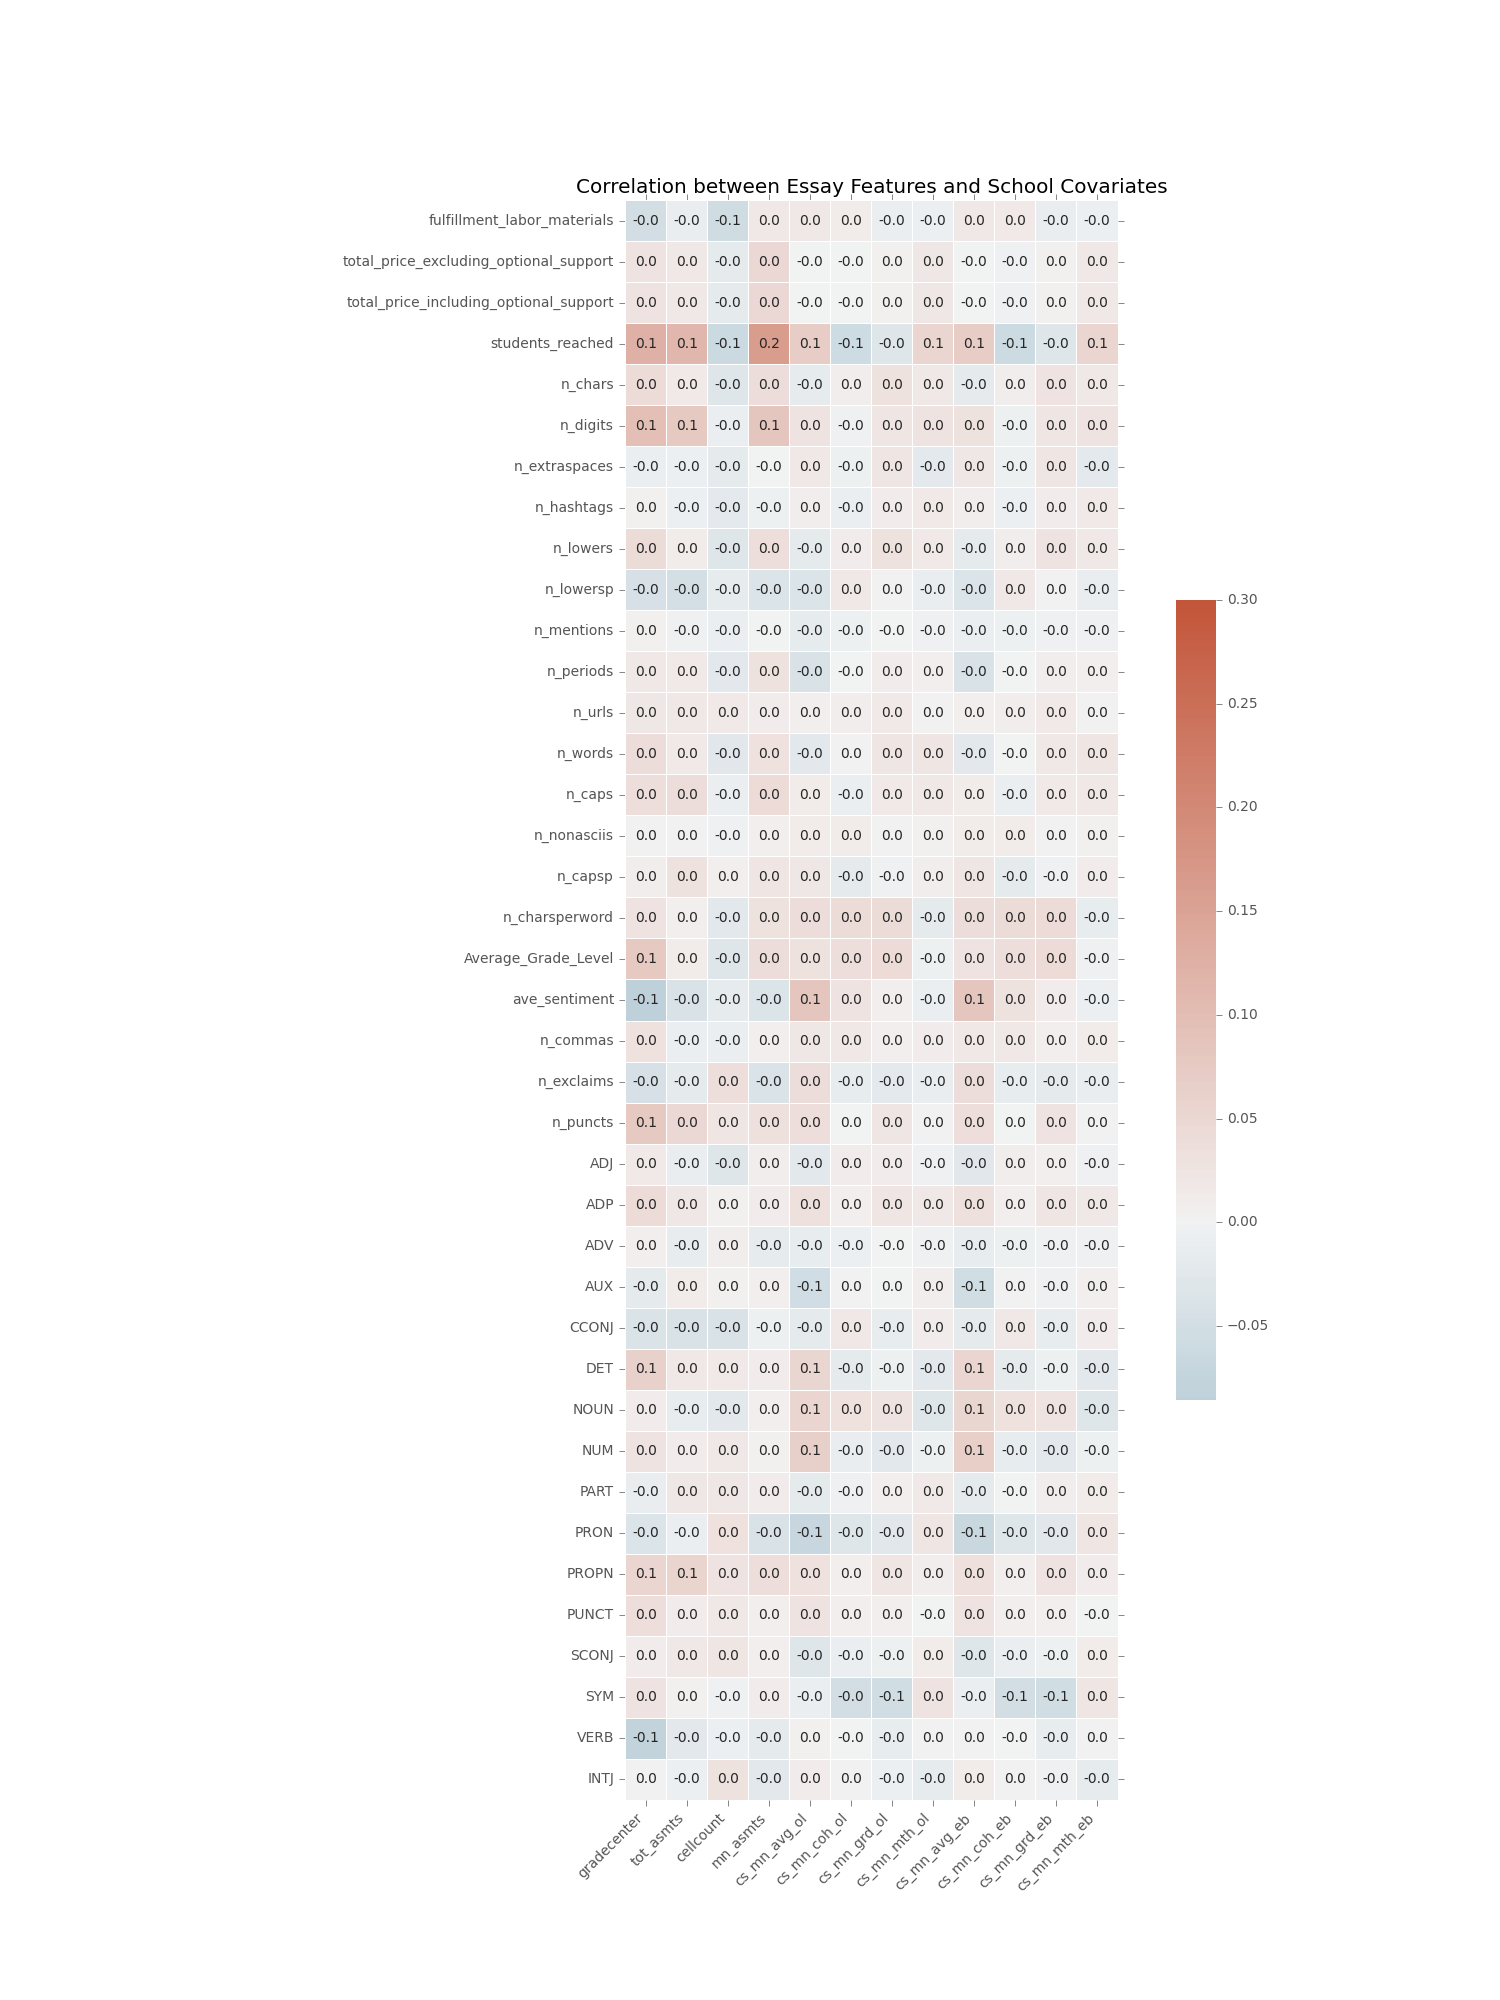 Correlation between Essay Features and School Covariates
fulfillment_labor_materials -0.0 -0.0 -0.1 0.0 0.0 0.0 -0.0 -0.0 0.0 0.0 -0.0 -0.0
total_price_excluding_optional_support 0.0 0.0 -0.0 0.0 -0.0 -0.0 0.0 0.0 -0.0 -0.0 0.0 0.0
total_price_including_optional_support 0.0 0.0 -0.0 0.0 -0.0 -0.0 0.0 0.0 -0.0 -0.0 0.0 0.0
students_reached 0.1 0.1 -0.1 0.2 0.1 -0.1 -0.0 0.1 0.1 -0.1 -0.0 0.1
n_chars 0.0 0.0 -0.0 0.0 -0.0 0.0 0.0 0.0 -0.0 0.0 0.0 0.0
n_digits 0.1 0.1 -0.0 0.1 0.0 -0.0 0.0 0.0 0.0 -0.0 0.0 0.0
n_extraspaces -0.0 -0.0 -0.0 -0.0 0.0 -0.0 0.0 -0.0 0.0 -0.0 0.0 -0.0
n_hashtags 0.0 -0.0 -0.0 -0.0 0.0 -0.0 0.0 0.0 0.0 -0.0 0.0 0.0
n_lowers 0.0 0.0 -0.0 0.0 -0.0 0.0 0.0 0.0 -0.0 0.0 0.0 0.0
n_lowersp -0.0 -0.0 -0.0 -0.0 -0.0 0.0 0.0 -0.0 -0.0 0.0 0.0 -0.0
n_mentions 0.0 -0.0 -0.0 -0.0 -0.0 -0.0 -0.0 -0.0 -0.0 -0.0 -0.0 -0.0
n_periods 0.0 0.0 -0.0 0.0 -0.0 -0.0 0.0 0.0 -0.0 -0.0 0.0 0.0
n_urls 0.0 0.0 0.0 0.0 0.0 0.0 0.0 0.0 0.0 0.0 0.0 0.0
n_words 0.0 0.0 -0.0 0.0 -0.0 0.0 0.0 0.0 -0.0 -0.0 0.0 0.0
n_caps 0.0 0.0 -0.0 0.0 0.0 -0.0 0.0 0.0 0.0 -0.0 0.0 0.0
n_nonasciis 0.0 0.0 -0.0 0.0 0.0 0.0 0.0 0.0 0.0 0.0 0.0 0.0
n_capsp 0.0 0.0 0.0 0.0 0.0 -0.0 -0.0 0.0 0.0 -0.0 -0.0 0.0
n_charsperword 0.0 0.0 -0.0 0.0 0.0 0.0 0.0 -0.0 0.0 0.0 0.0 -0.0
Average_Grade_Level 0.1 0.0 -0.0 0.0 0.0 0.0 0.0 -0.0 0.0 0.0 0.0 -0.0
ave_sentiment -0.1 -0.0 -0.0 -0.0 0.1 0.0 0.0 -0.0 0.1 0.0 0.0 -0.0
n_commas 0.0 -0.0 -0.0 0.0 0.0 0.0 0.0 0.0 0.0 0.0 0.0 0.0
n_exclaims -0.0 -0.0 0.0 -0.0 0.0 -0.0 -0.0 -0.0 0.0 -0.0 -0.0 -0.0
n_puncts 0.1 0.0 0.0 0.0 0.0 0.0 0.0 0.0 0.0 0.0 0.0 0.0
ADJ 0.0 -0.0 -0.0 0.0 -0.0 0.0 0.0 -0.0 -0.0 0.0 0.0 -0.0
ADP 0.0 0.0 0.0 0.0 0.0 0.0 0.0 0.0 0.0 0.0 0.0 0.0
ADV 0.0 -0.0 0.0 -0.0 -0.0 -0.0 -0.0 -0.0 -0.0 -0.0 -0.0 -0.0
AUX -0.0 0.0 0.0 0.0 -0.1 0.0 0.0 0.0 -0.1 0.0 -0.0 0.0
CCONJ -0.0 -0.0 -0.0 -0.0 -0.0 0.0 -0.0 0.0 -0.0 0.0 -0.0 0.0
DET 0.1 0.0 0.0 0.0 0.1 -0.0 -0.0 -0.0 0.1 -0.0 -0.0 -0.0
NOUN 0.0 -0.0 -0.0 0.0 0.1 0.0 0.0 -0.0 0.1 0.0 0.0 -0.0
NUM 0.0 0.0 0.0 0.0 0.1 -0.0 -0.0 -0.0 0.1 -0.0 -0.0 -0.0
PART -0.0 0.0 0.0 0.0 -0.0 -0.0 0.0 0.0 -0.0 -0.0 0.0 0.0
PRON -0.0 -0.0 0.0 -0.0 -0.1 -0.0 -0.0 0.0 -0.1 -0.0 -0.0 0.0
PROPN 0.1 0.1 0.0 0.0 0.0 0.0 0.0 0.0 0.0 0.0 0.0 0.0
PUNCT 0.0 0.0 0.0 0.0 0.0 0.0 0.0 -0.0 0.0 0.0 0.0 -0.0
SCONJ 0.0 0.0 0.0 0.0 -0.0 -0.0 -0.0 0.0 -0.0 -0.0 -0.0 0.0
SYM 0.0 0.0 -0.0 0.0 -0.0 -0.0 -0.1 0.0 -0.0 -0.1 -0.1 0.0
VERB -0.1 -0.0 -0.0 -0.0 0.0 -0.0 -0.0 0.0 0.0 -0.0 -0.0 0.0
INTJ 0.0 -0.0 0.0 -0.0 0.0 0.0 -0.0 -0.0 0.0 0.0 -0.0 -0.0
gradecenter
tot_asmts
cellcount
mn_asmts
cs_mn_avg_ol
cs_mn_coh_ol
cs_mn_grd_ol
cs_mn_mth_ol
cs_mn_avg_eb
cs_mn_coh_eb
cs_mn_grd_eb
cs_mn_mth_eb
0.30
0.25
0.20
0.15
0.10
0.05
0.00
−0.05